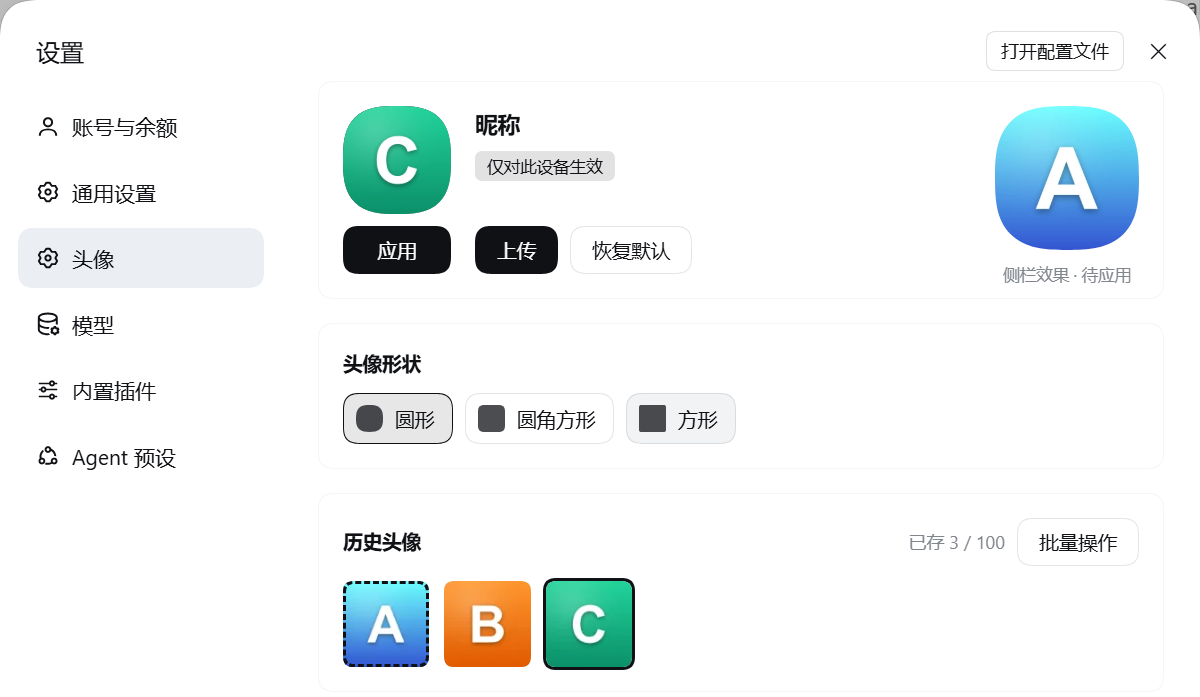 设置
打开配置文件
账号与余额
通用设置
头像
模型
内置插件
Agent 预设
C
昵称
仅对此设备生效
应用
上传
恢复默认
A
侧栏效果 · 待应用
头像形状
圆形
圆角方形
方形
历史头像
已存 3 / 100
批量操作
A
B
C